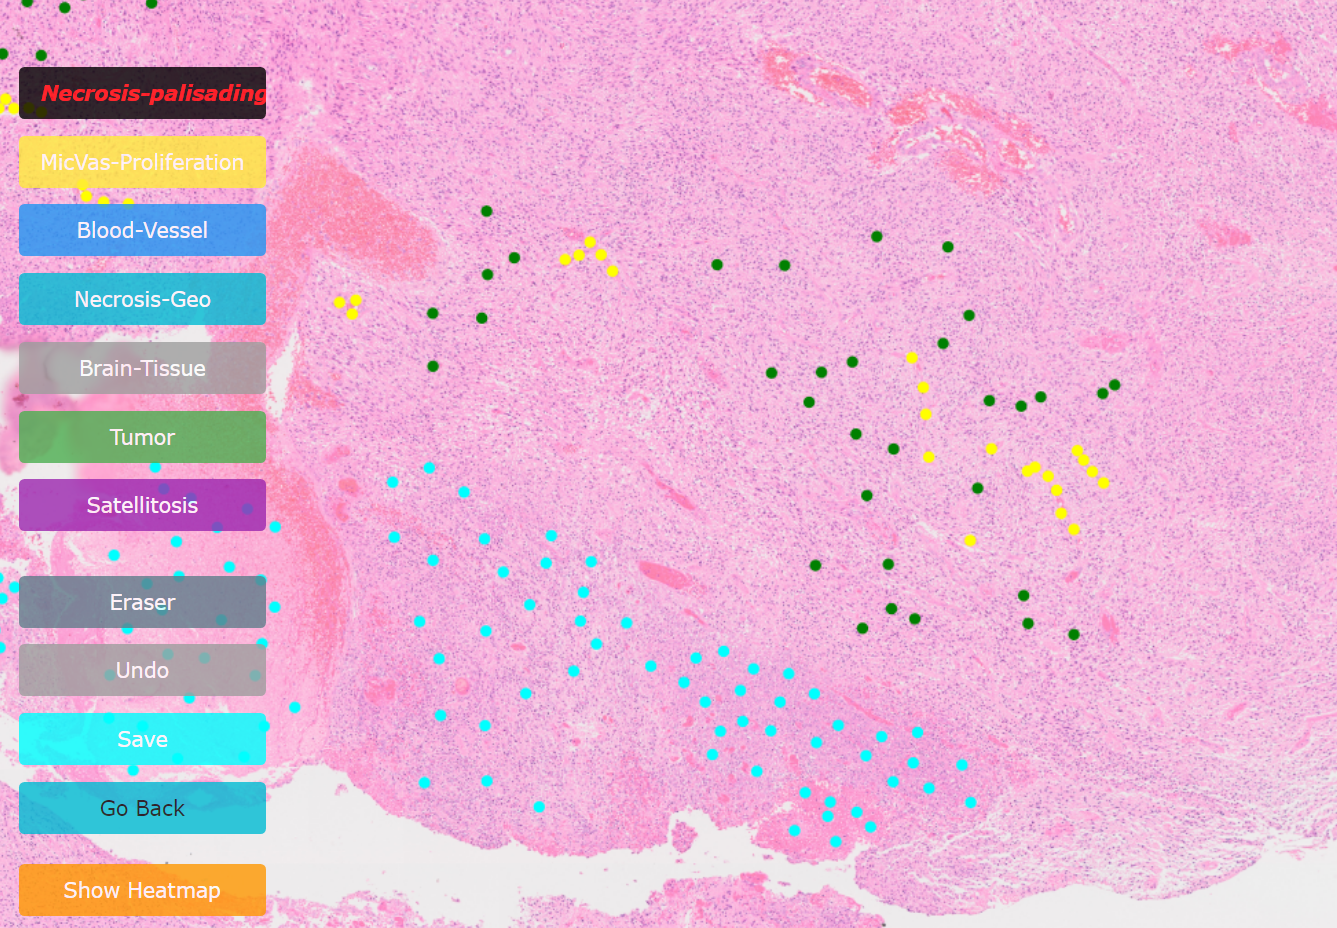 Necrosis-palisading
MicVas-Proliferation
Blood-Vessel
Necrosis-Geo
Brain-Tissue
Tumor
Satellitosis
Eraser
Undo
Save
Go Back
Show Heatmap